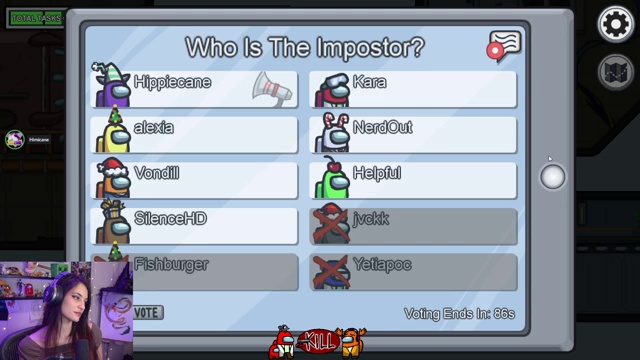 TOTAL TASKS
Who Is The Impostor?
Hippiecane
Kara
alexia
NerdOut
Himicane
Vondill
Helpful
SilenceHD
jvckk
Fishburger
Yetiapoc
VOTE
Voting Ends In: 86s
KILL